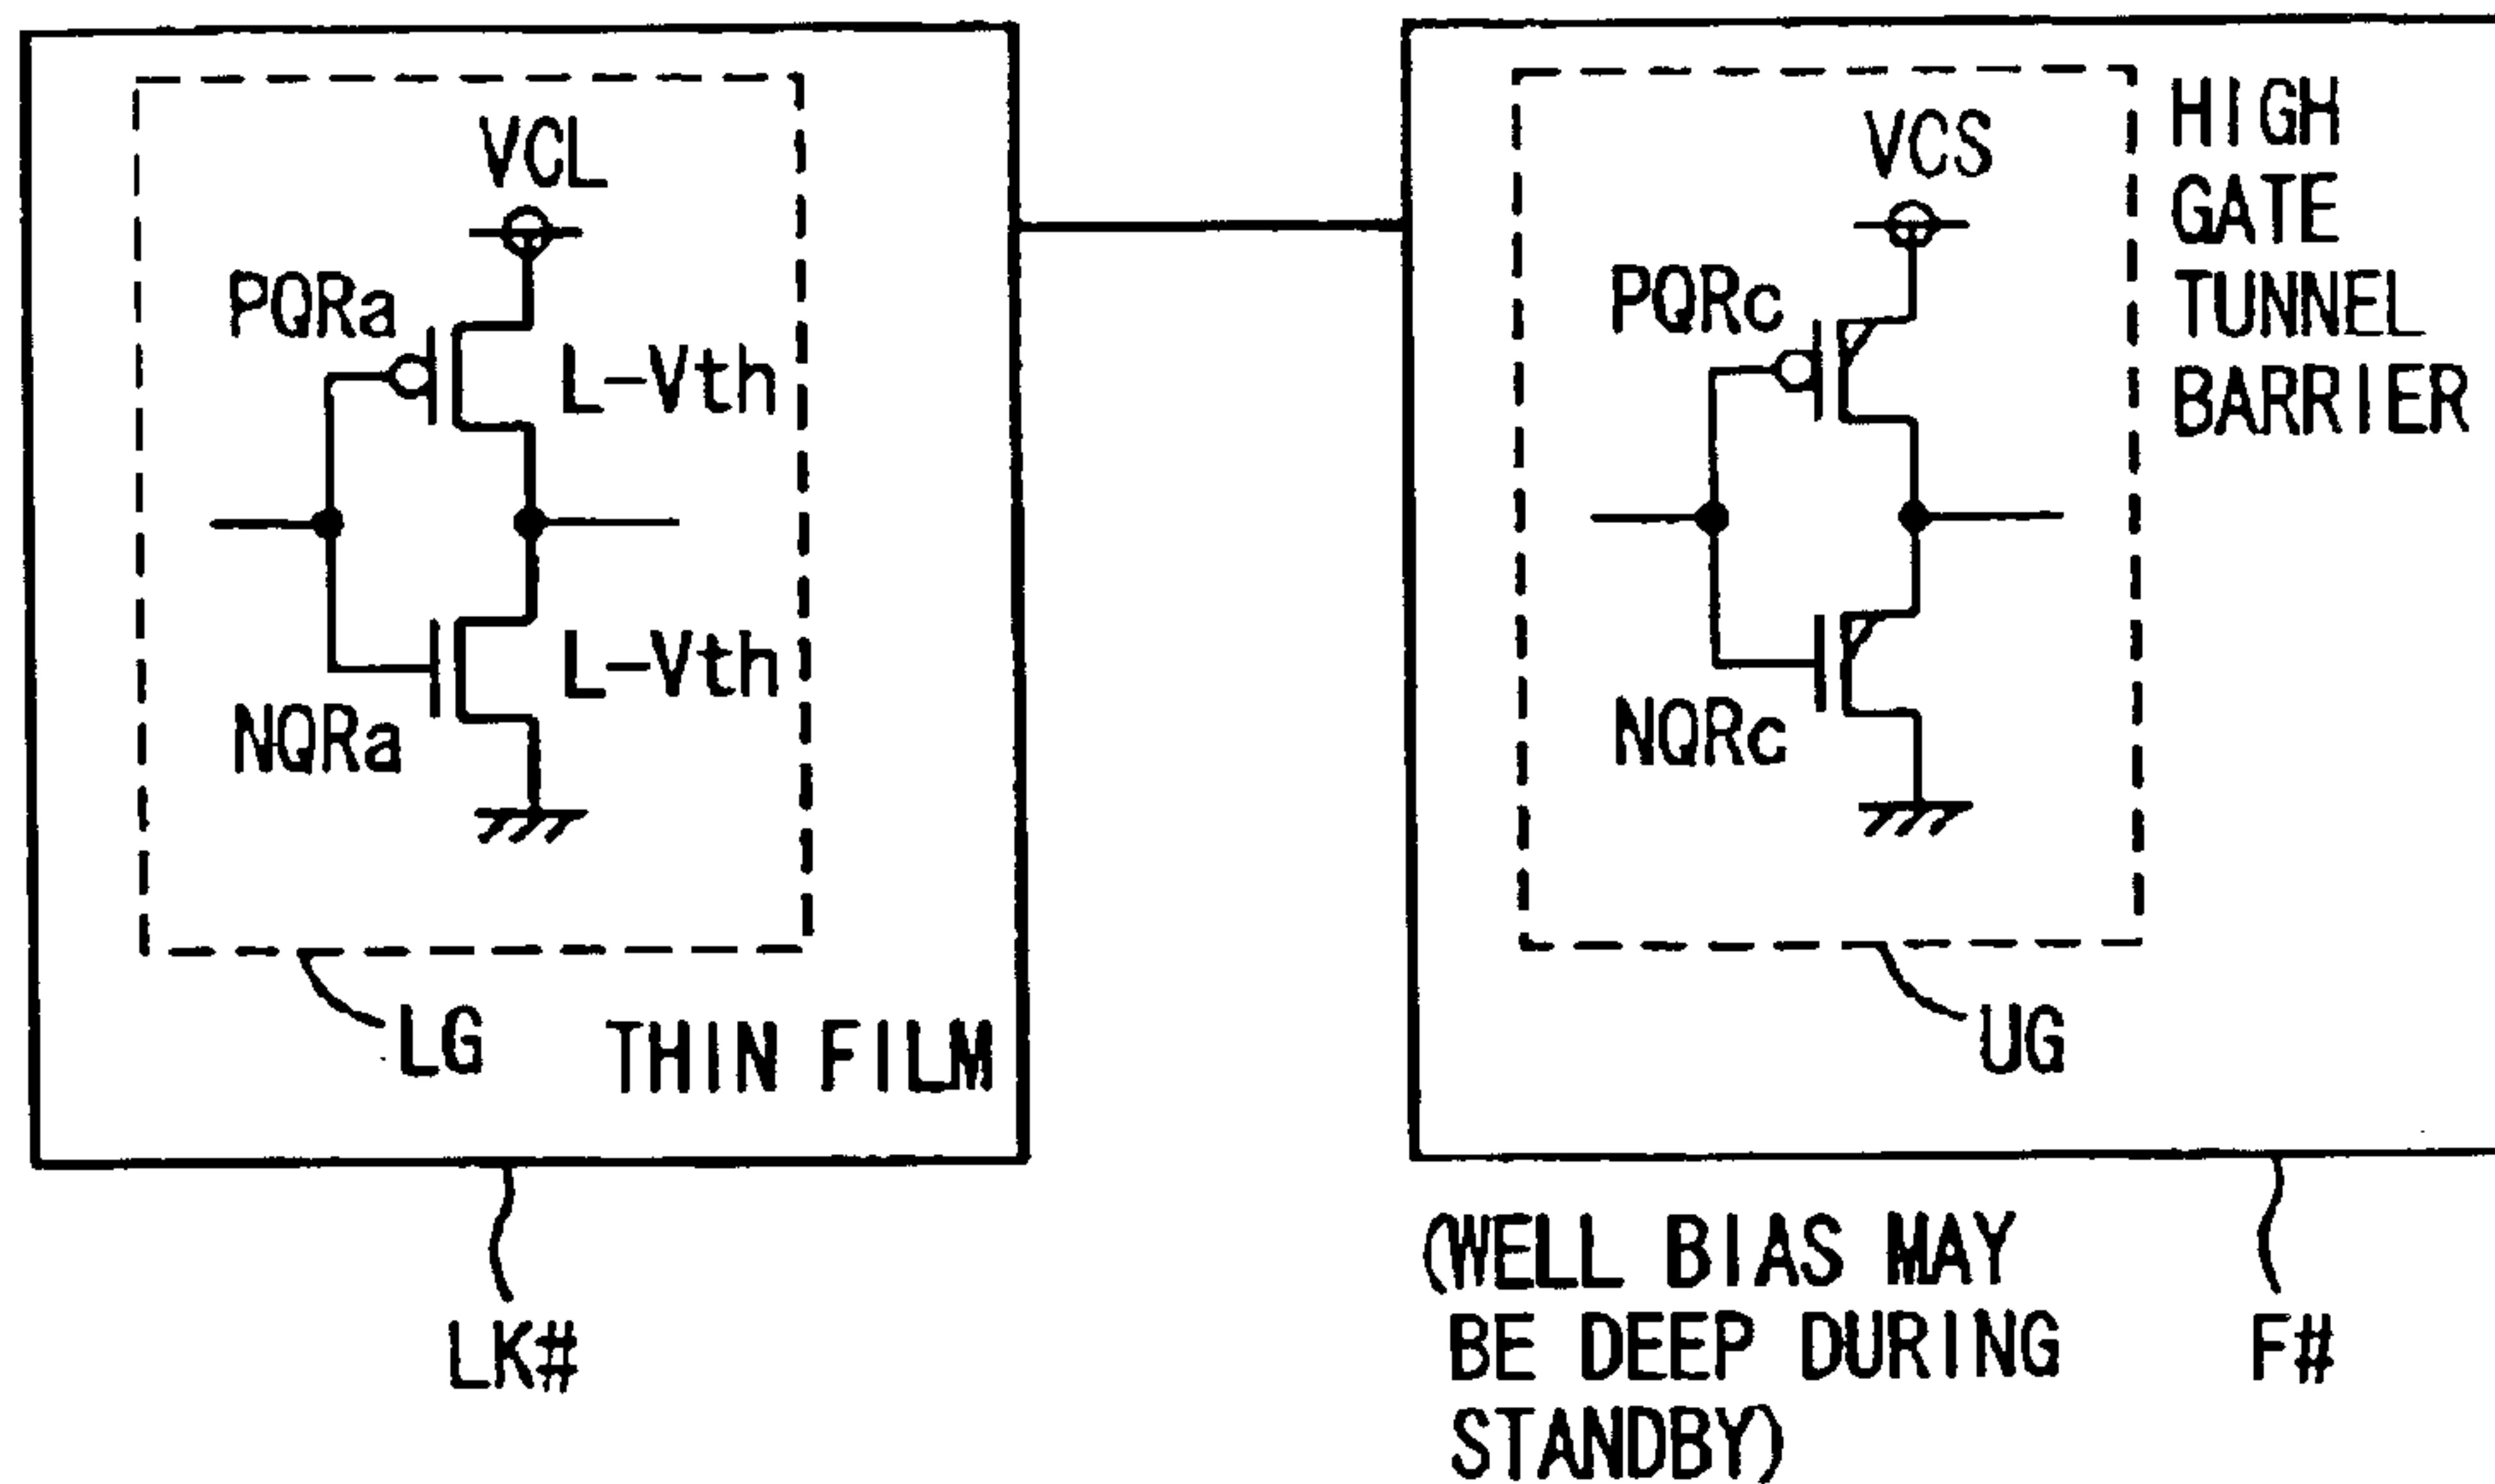 VCL
PQRa
L-Vth
L-Vth
NQRa
LG
THIN FILM
LK#
VCS
PQRc
NQRc
UG
HIGH
GATE
TUNNEL
BARRIER
(WELL BIAS MAY
BE DEEP DURING
STANDBY)
F#